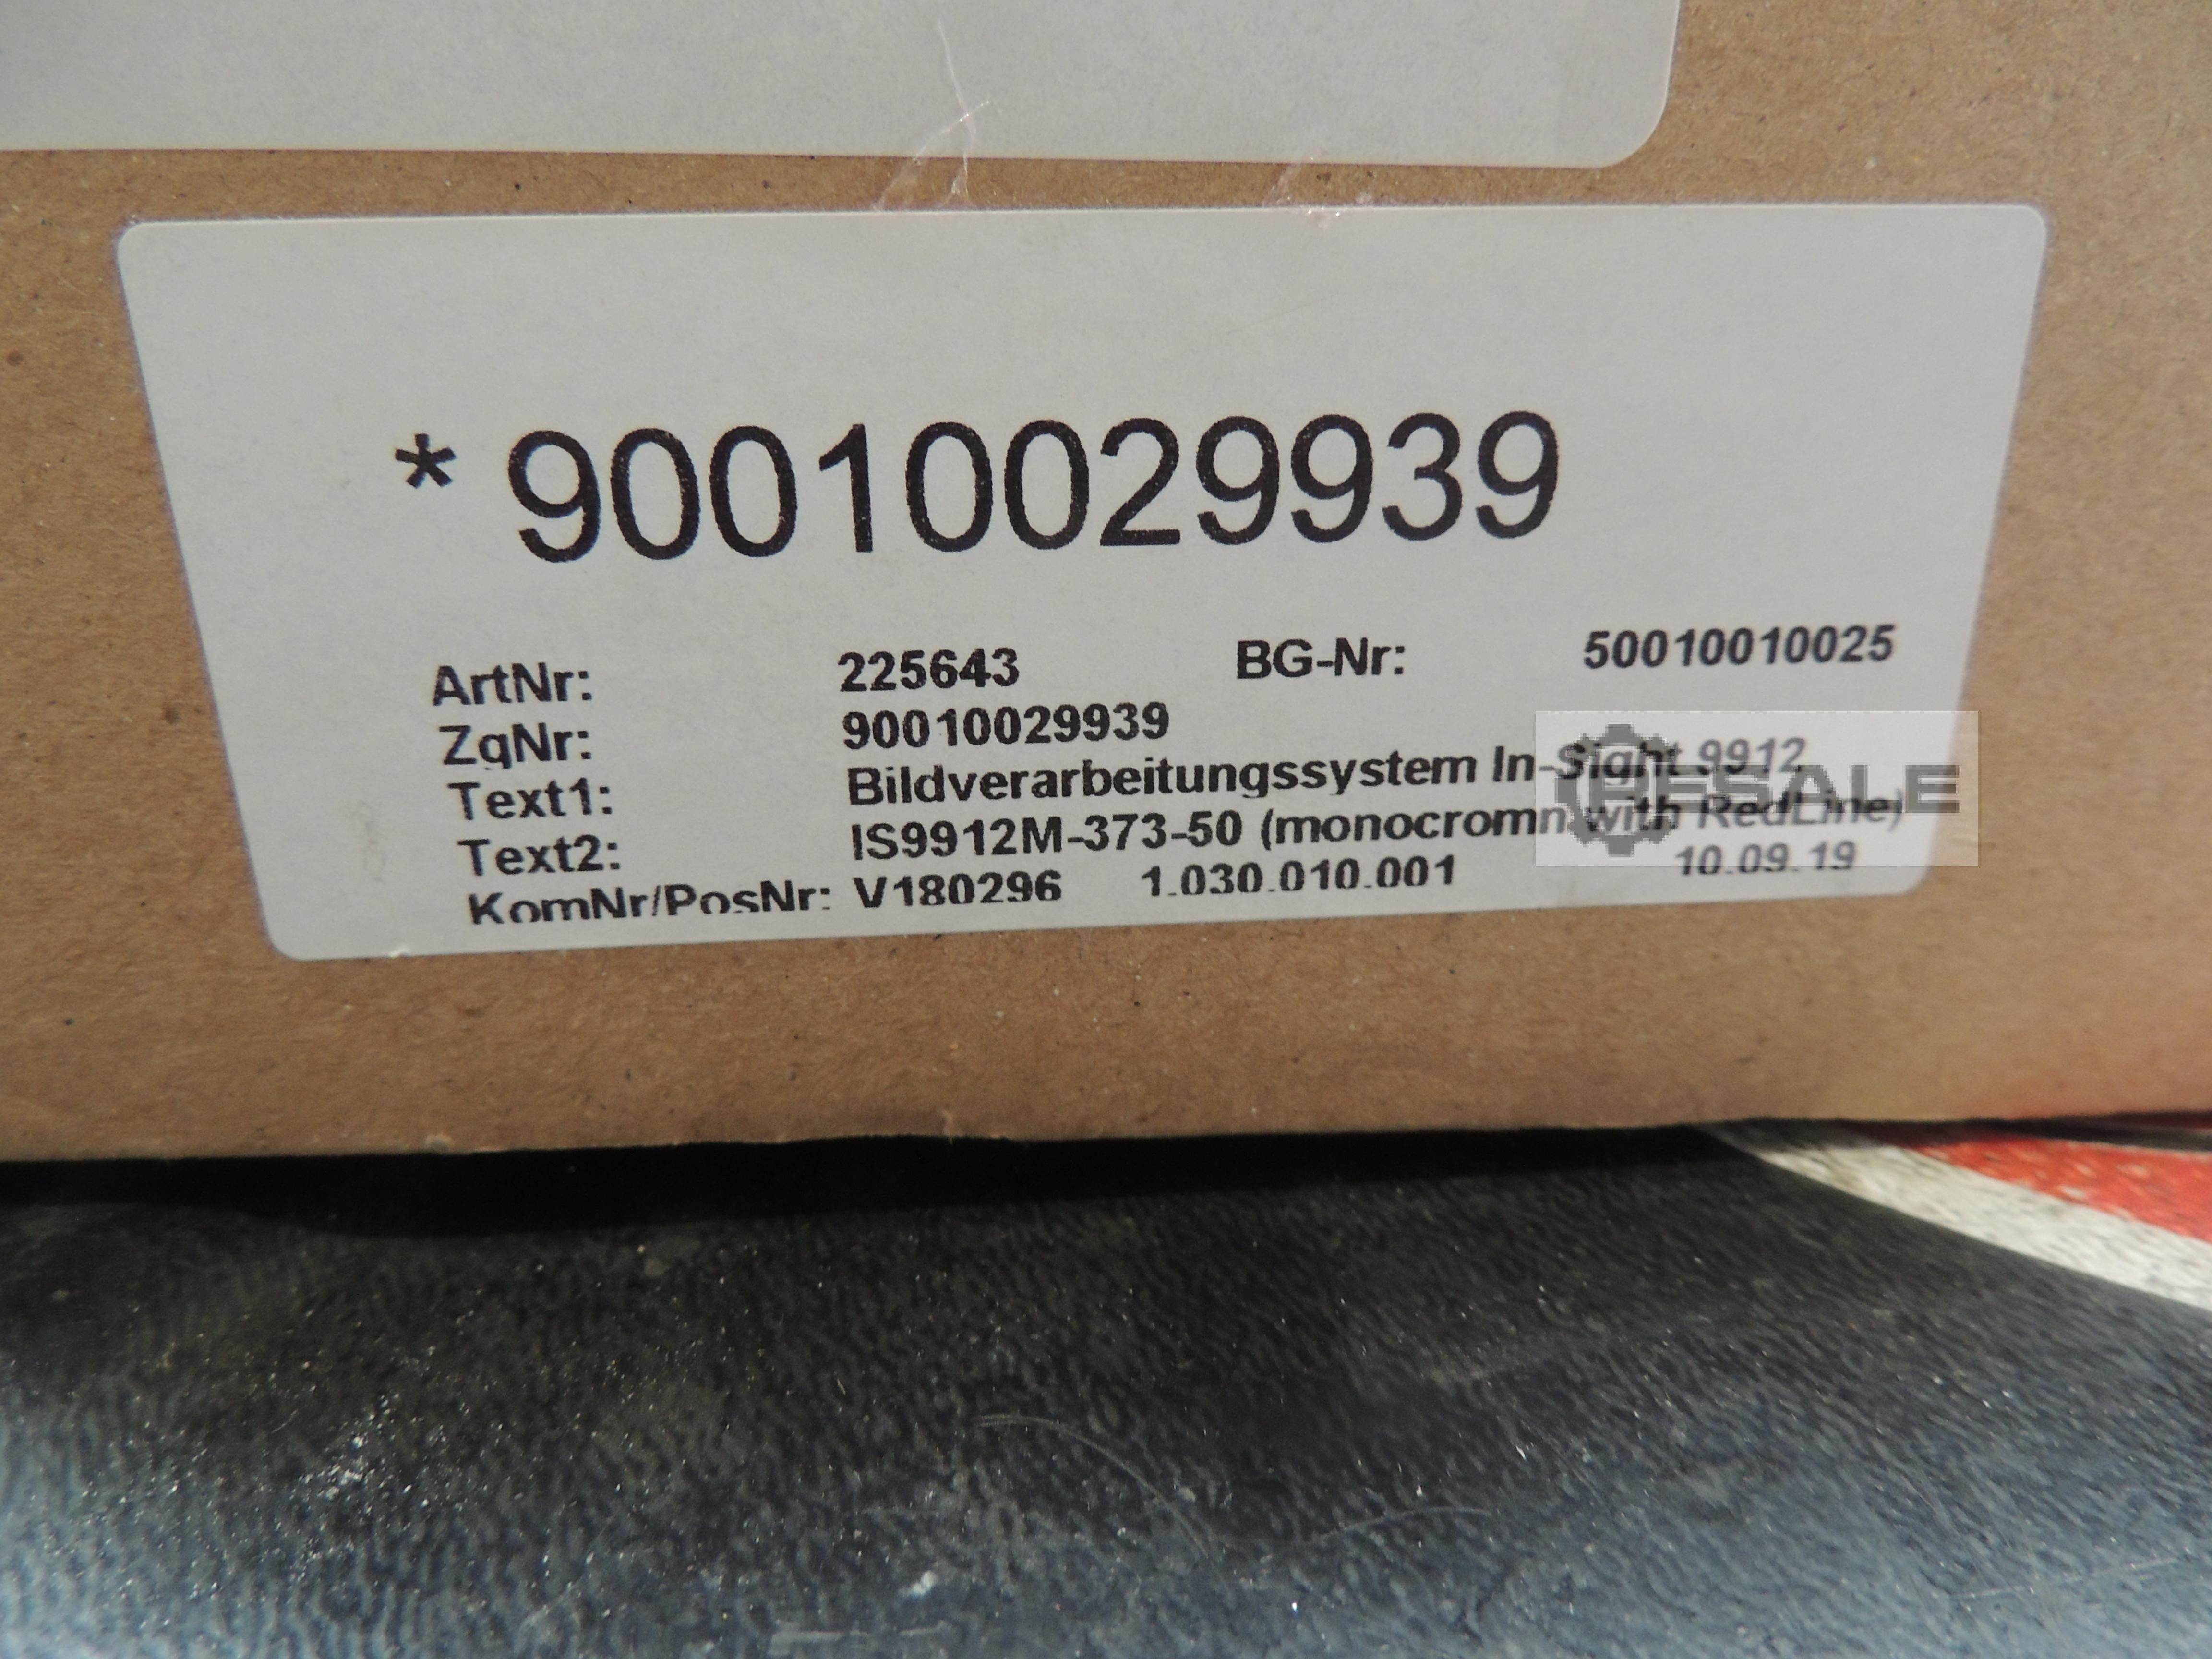 * 90010029939
ArtNr: 225643 BG-Nr: 50010010025
ZgNr: 90010029939
Text1: Bildverarbeitungssystem In-Sight 9912
Text2: IS9912M-373-50 (monocromn with RedLine)
KomNr/PosNr: V180296 1.030.010.001 10.09.19
RESALE